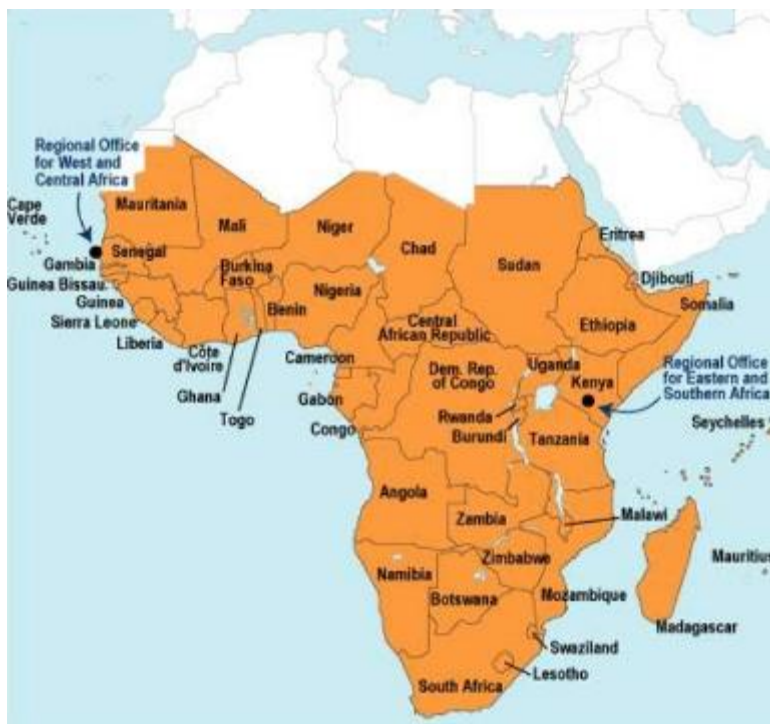 Regional Office
for West and
Central Africa
Cape
Verde
Mauritania
Mali
Niger
Chad
Sudan
Eritrea
Senegal
Gambia
Guinea Bissau
Guinea
Sierra Leone
Liberia
Côte
d'Ivoire
Ghana
Togo
Burkina
Faso
Benin
Nigeria
Cameroon
Gabon
Congo
Central
African Republic
Dem. Rep.
of Congo
Djibouti
Somalia
Ethiopia
Uganda
Kenya
Regional Office
for Eastern and
Southern Africa
Rwanda
Burundi
Tanzania
Seychelles
Angola
Zambia
Malawi
Zimbabwe
Mauritius
Namibia
Botswana
Mozambique
Madagascar
Swaziland
Lesotho
South Africa